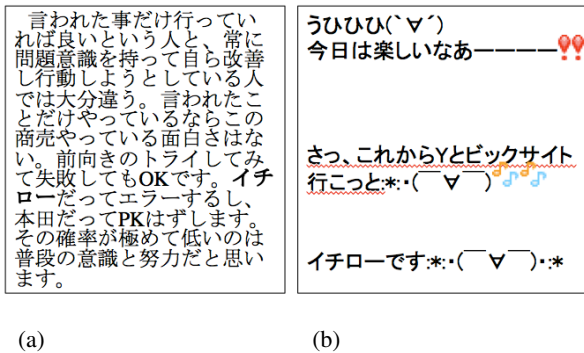 言われた事だけ行ってい
れば良いという人と、常に
問題意識を持って自ら改善
し行動しようとしている人
では大分違う。言われたこ
とだけやっているならこの
商売やっている面白さはな
い。前向きのトライしてみ
て失敗してもOKです。イチ
ローだってエラーするし、
本田だってPKはずします。
その確率が極めて低いのは
普段の意識と努力だと思い
ます。
(a)
うひひひ(｀∀´)
今日は楽しいなあーーーー‼
さっ、これからYとビックサイト
行こっと:*:・(￣∀￣)🎶🎶
イチローです:*:・(￣∀￣)・:*
(b)